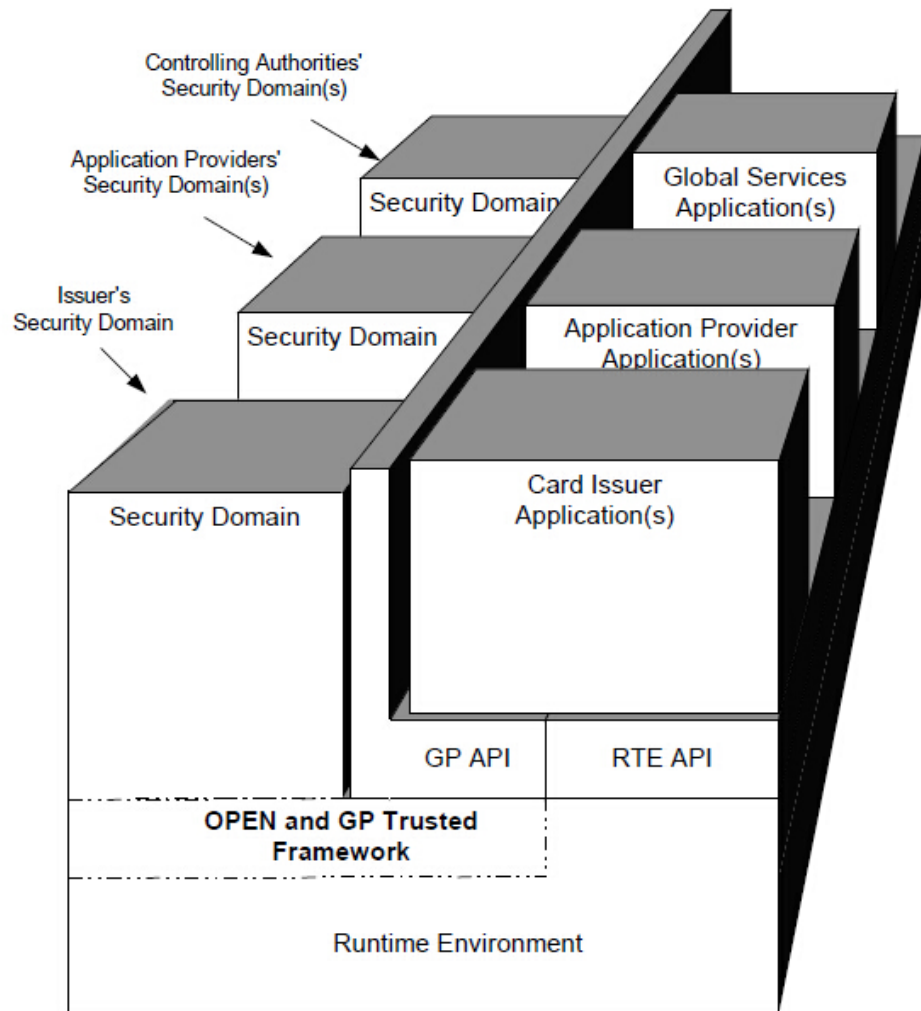 Controlling Authorities'
Security Domain(s)
Application Providers'
Security Domain(s)
Issuer's
Security Domain
Security Domain
Global Services
Application(s)
Security Domain
Application Provider
Application(s)
Security Domain
Card Issuer
Application(s)
GP API
RTE API
OPEN and GP Trusted
Framework
Runtime Environment